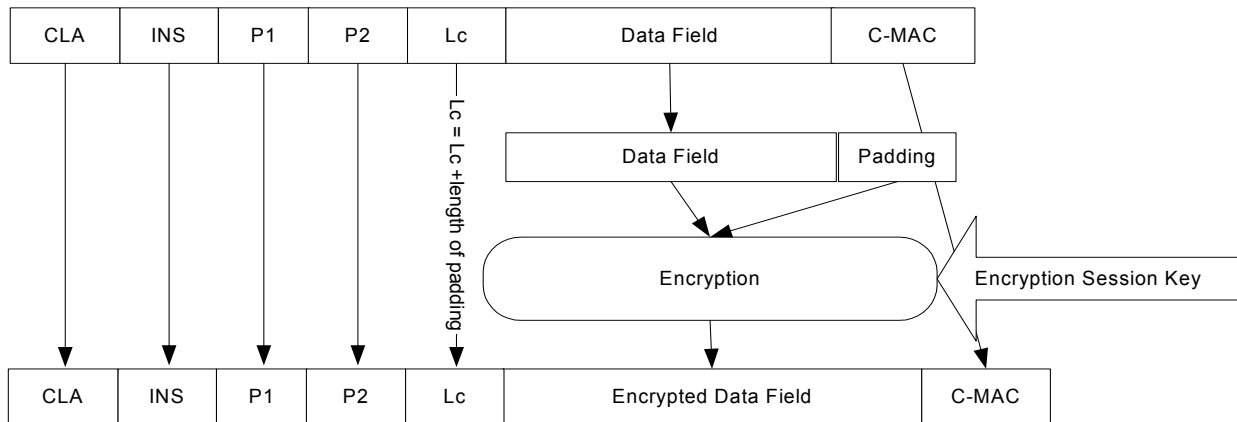 CLA INS P1 P2 Lc Data Field C-MAC
Lc = Lc +length of padding
Data Field Padding
Encryption
Encryption Session Key
CLA INS P1 P2 Lc Encrypted Data Field C-MAC